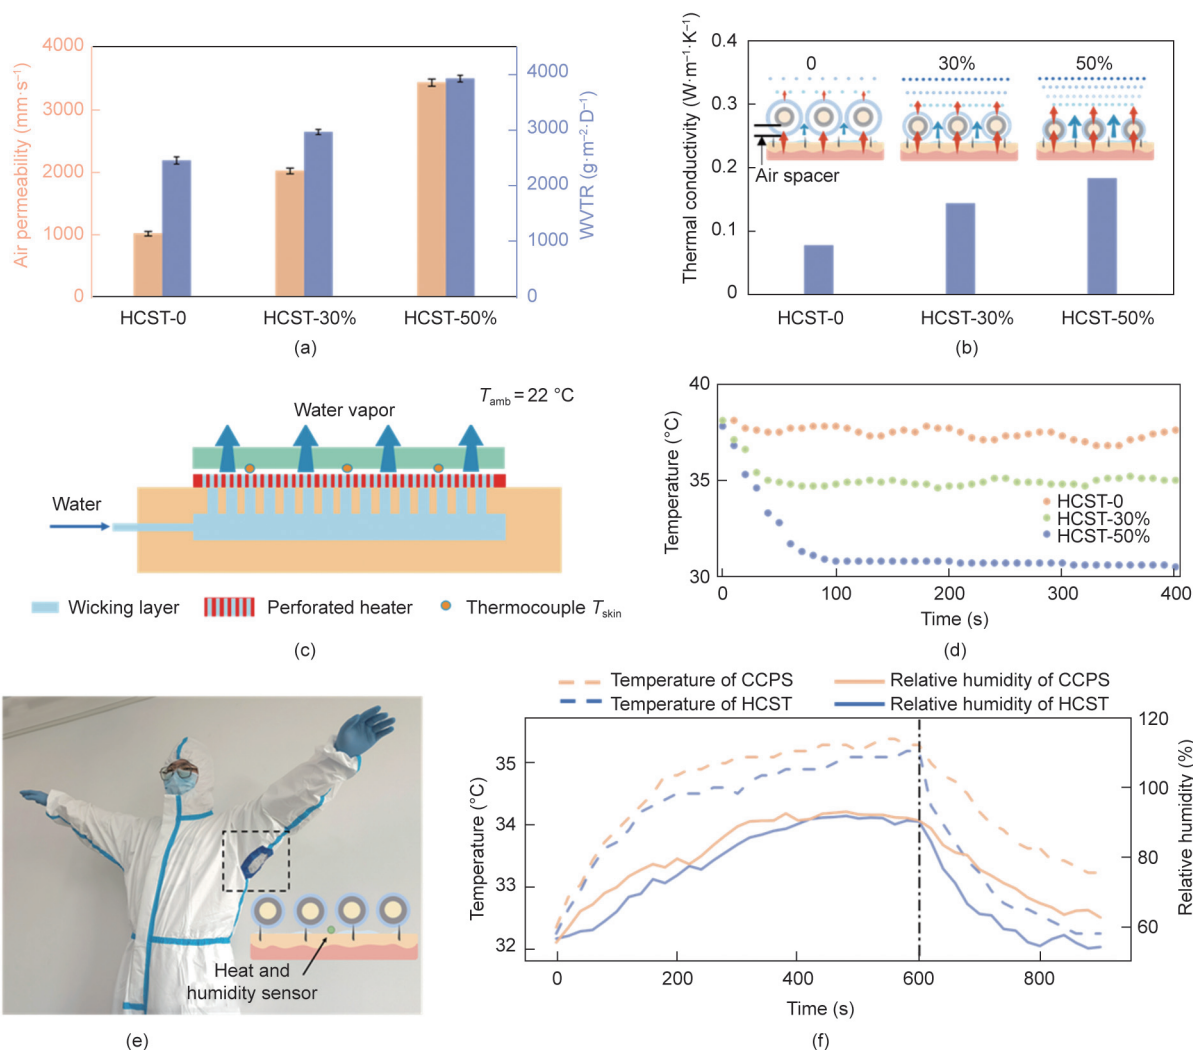 Air permeability (mm·s⁻¹)
4000
3000
2000
1000
0
4000
3000
2000
1000
0
WVTR (g·m⁻²·D⁻¹)
HCST-0
HCST-30%
HCST-50%
(a)
Thermal conductivity (W·m⁻¹·K⁻¹)
0.4
0.3
0.2
0.1
0
0
30%
50%
Air spacer
HCST-0
HCST-30%
HCST-50%
(b)
Tamb = 22 °C
Water vapor
Water
Wicking layer
Perforated heater
Thermocouple Tskin
(c)
Temperature (°C)
40
35
30
HCST-0
HCST-30%
HCST-50%
0
100
200
300
400
Time (s)
(d)
Heat and
humidity sensor
(e)
Temperature of CCPS
Relative humidity of CCPS
Temperature of HCST
Relative humidity of HCST
Temperature (°C)
35
34
33
32
120
100
80
60
Relative humidity (%)
0
200
400
600
800
Time (s)
(f)